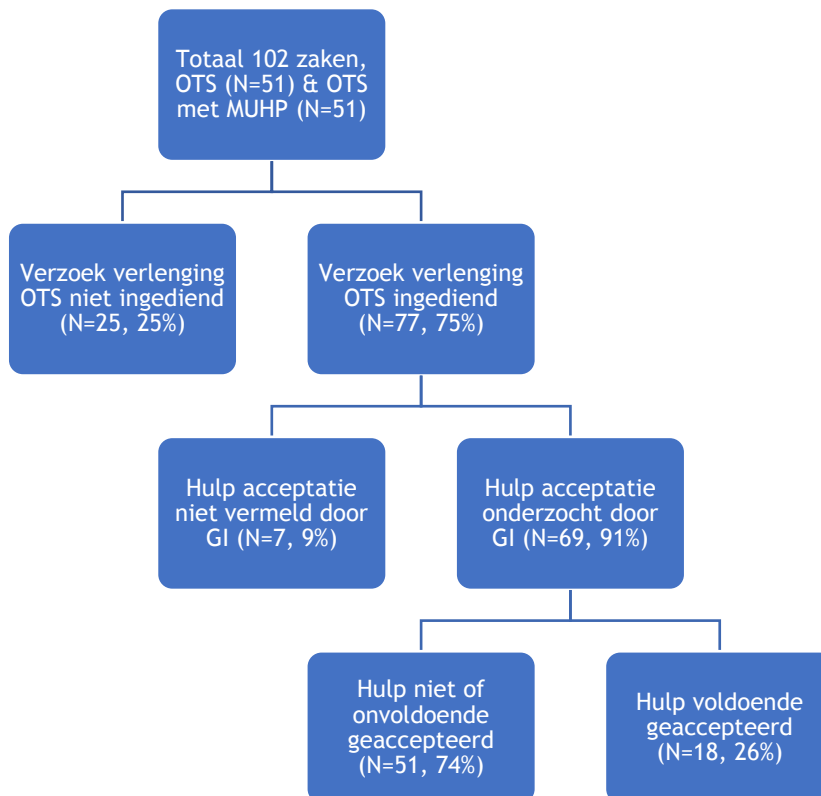 Totaal 102 zaken,
OTS (N=51) & OTS
met MUHP (N=51)
Verzoek verlenging
OTS niet ingediend
(N=25, 25%)
Verzoek verlenging
OTS ingediend
(N=77, 75%)
Hulp acceptatie
niet vermeld door
GI (N=7, 9%)
Hulp acceptatie
onderzocht door
GI (N=69, 91%)
Hulp niet of
onvoldoende
geaccepteerd
(N=51, 74%)
Hulp voldoende
geaccepteerd
(N=18, 26%)